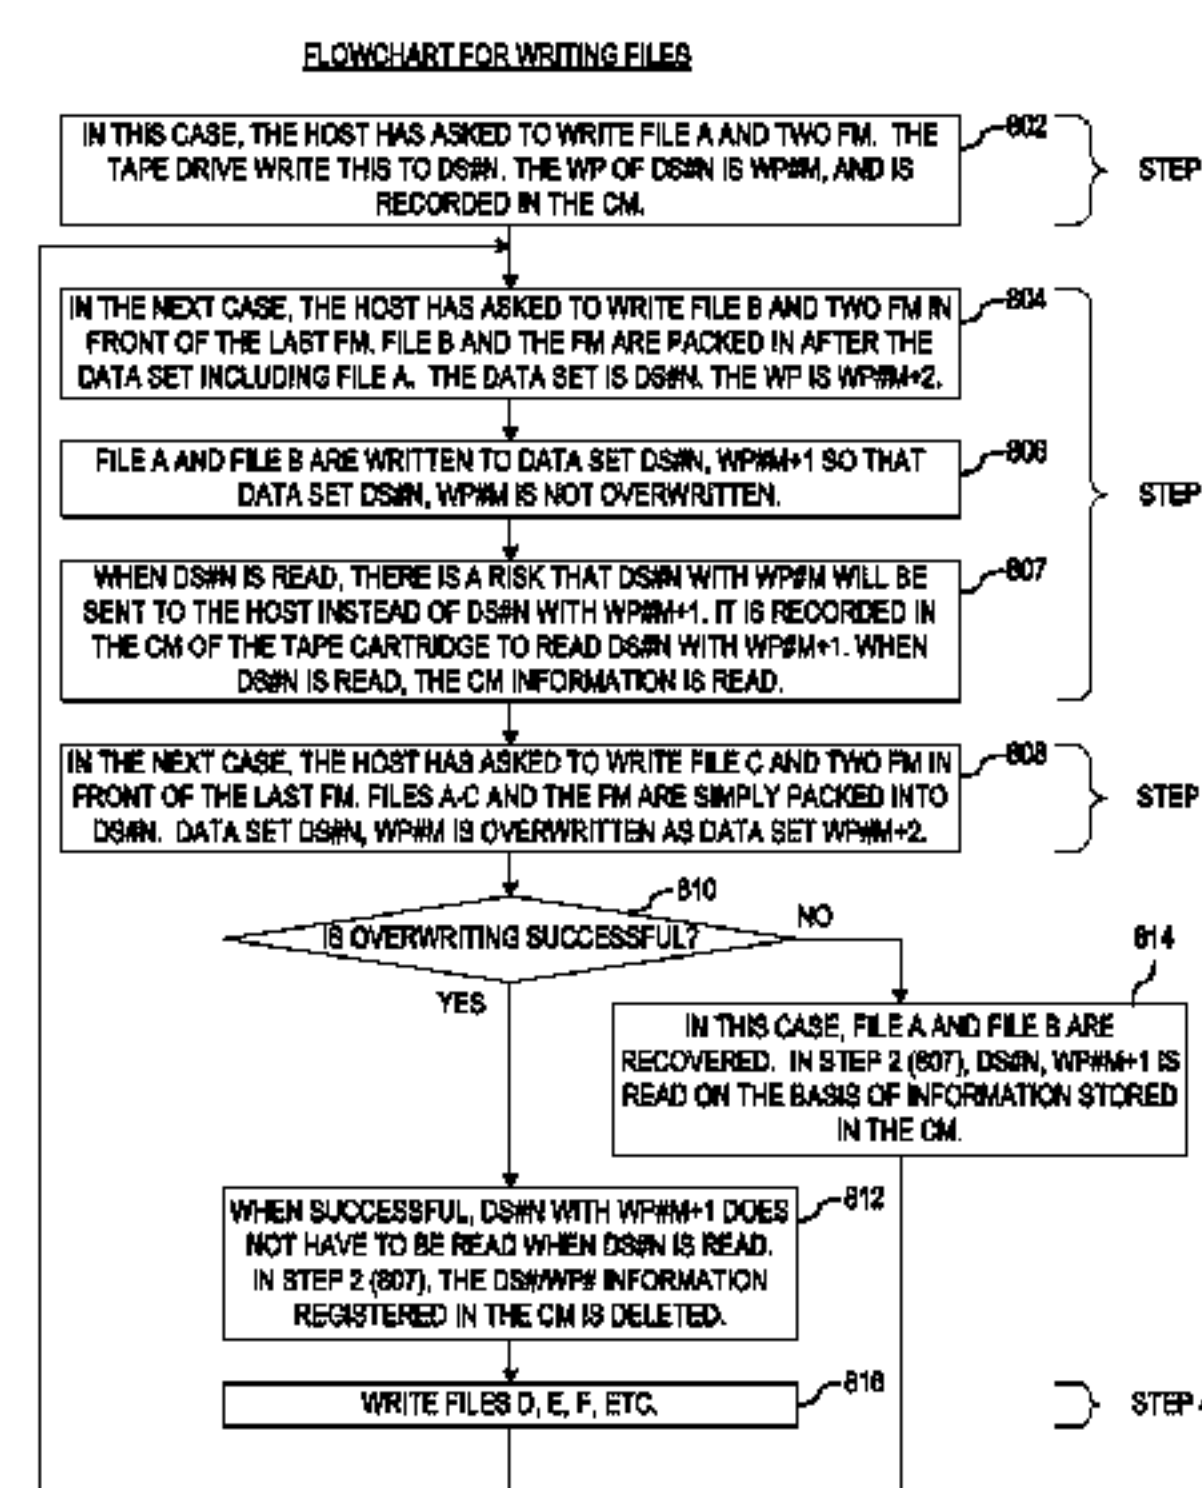 FLOWCHART FOR WRITING FILES
IN THIS CASE, THE HOST HAS ASKED TO WRITE FILE A AND TWO FM. THE
TAPE DRIVE WRITE THIS TO DS#N. THE WP OF DS#N IS WP#M, AND IS
RECORDED IN THE CM.
802
STEP
IN THE NEXT CASE, THE HOST HAS ASKED TO WRITE FILE B AND TWO FM IN
FRONT OF THE LAST FM. FILE B AND THE FM ARE PACKED IN AFTER THE
DATA SET INCLUDING FILE A. THE DATA SET IS DS#N. THE WP IS WP#M+2.
804
FILE A AND FILE B ARE WRITTEN TO DATA SET DS#N, WP#M+1 SO THAT
DATA SET DS#N, WP#M IS NOT OVERWRITTEN.
806
STEP
WHEN DS#N IS READ, THERE IS A RISK THAT DS#N WITH WP#M WILL BE
SENT TO THE HOST INSTEAD OF DS#N WITH WP#M+1. IT IS RECORDED IN
THE CM OF THE TAPE CARTRIDGE TO READ DS#N WITH WP#M+1. WHEN
DS#N IS READ, THE CM INFORMATION IS READ.
807
IN THE NEXT CASE, THE HOST HAS ASKED TO WRITE FILE C AND TWO FM IN
FRONT OF THE LAST FM. FILES A-C AND THE FM ARE SIMPLY PACKED INTO
DS#N. DATA SET DS#N, WP#M IS OVERWRITTEN AS DATA SET WP#M+2.
808
STEP
810
IS OVERWRITING SUCCESSFUL?
NO
YES
814
IN THIS CASE, FILE A AND FILE B ARE
RECOVERED. IN STEP 2 (807), DS#N, WP#M+1 IS
READ ON THE BASIS OF INFORMATION STORED
IN THE CM.
WHEN SUCCESSFUL, DS#N WITH WP#M+1 DOES
NOT HAVE TO BE READ WHEN DS#N IS READ.
IN STEP 2 (807), THE DS#/WP# INFORMATION
REGISTERED IN THE CM IS DELETED.
812
WRITE FILES D, E, F, ETC.
816
STEP